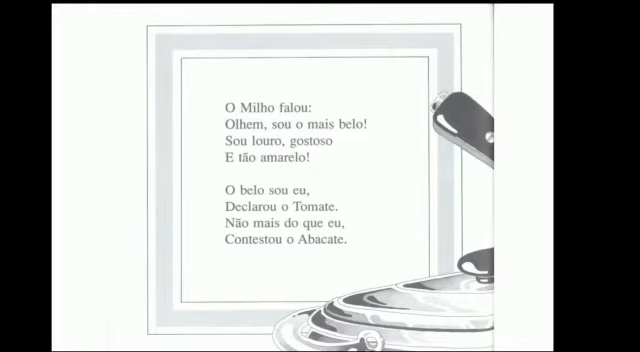 O Milho falou:
Olhem, sou o mais belo!
Sou louro, gostoso
E tão amarelo!
O belo sou eu,
Declarou o Tomate.
Não mais do que eu,
Contestou o Abacate.